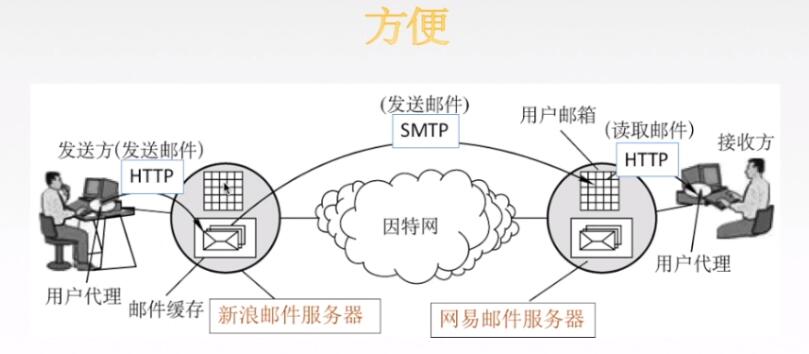 方便
(发送邮件)
SMTP
用户邮箱
(读取邮件)
HTTP
接收方
发送方(发送邮件)
HTTP
因特网
用户代理
邮件缓存
新浪邮件服务器
网易邮件服务器
用户代理